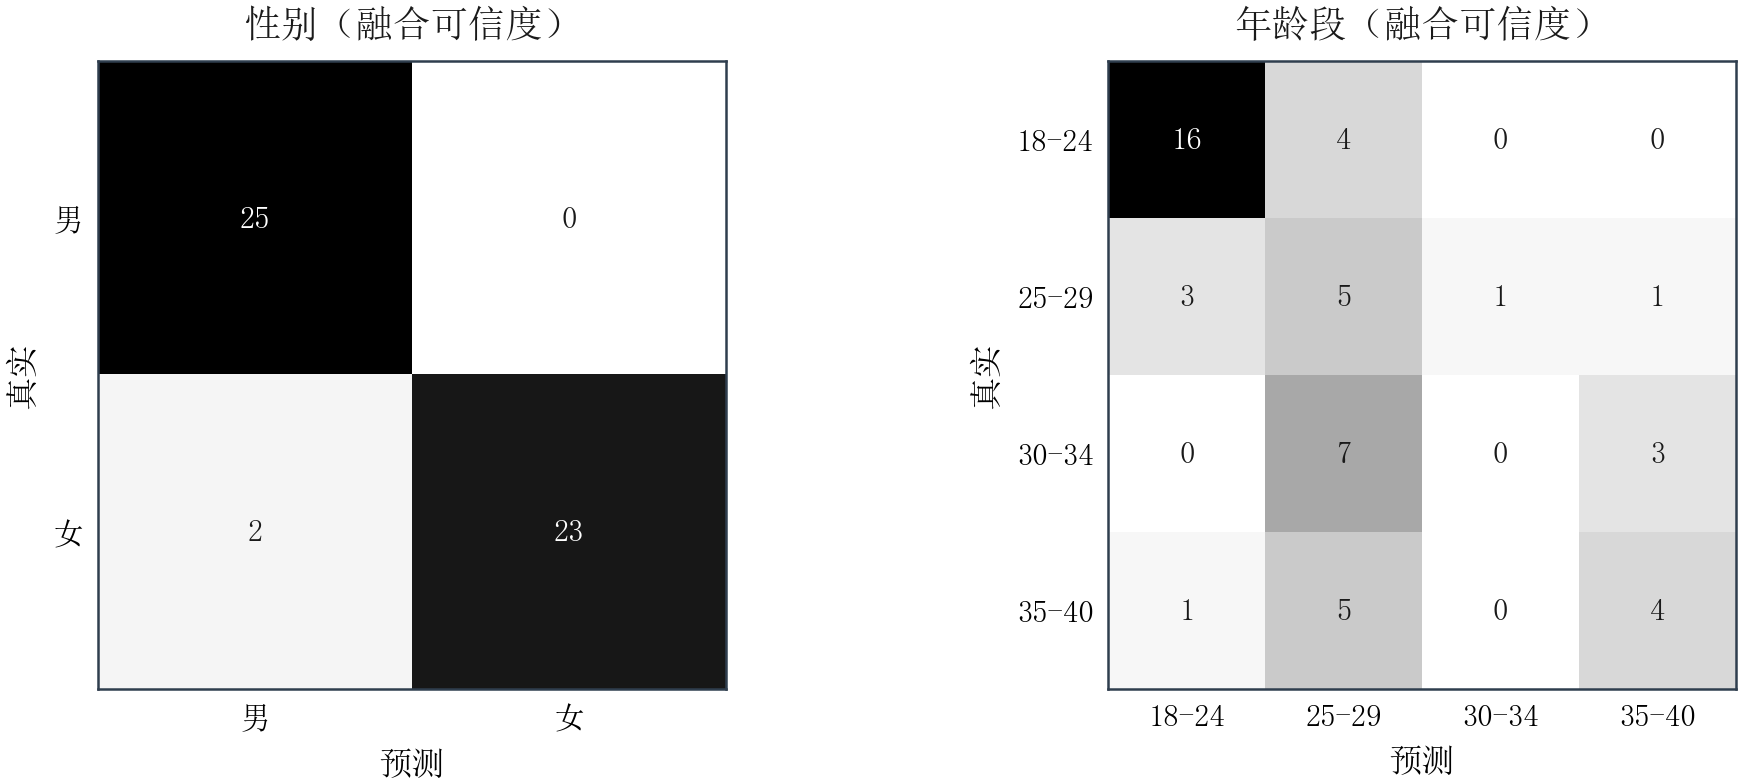 性别（融合可信度）
25 0
男
真实
2 23
女
男 女
预测
年龄段（融合可信度）
18-24 16 4 0 0
25-29 3 5 1 1
真实
30-34 0 7 0 3
35-40 1 5 0 4
18-24 25-29 30-34 35-40
预测